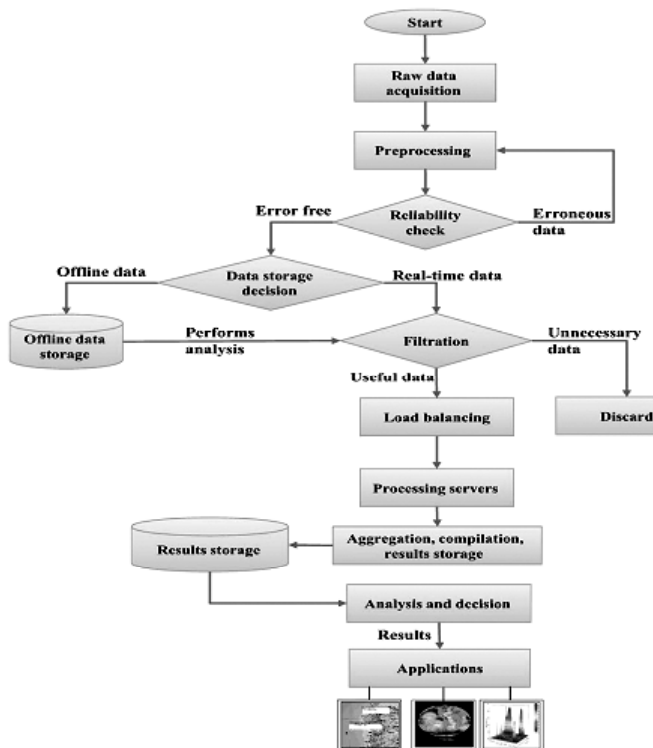 Start
Raw data
acquisition
Preprocessing
Error free
Reliability
check
Erroneous
data
Offline data
Data storage
decision
Real-time data
Offline data
storage
Performs
analysis
Filtration
Unnecessary
data
Useful data
Load balancing
Discard
Processing servers
Results storage
Aggregation, compilation,
results storage
Analysis and decision
Results
Applications